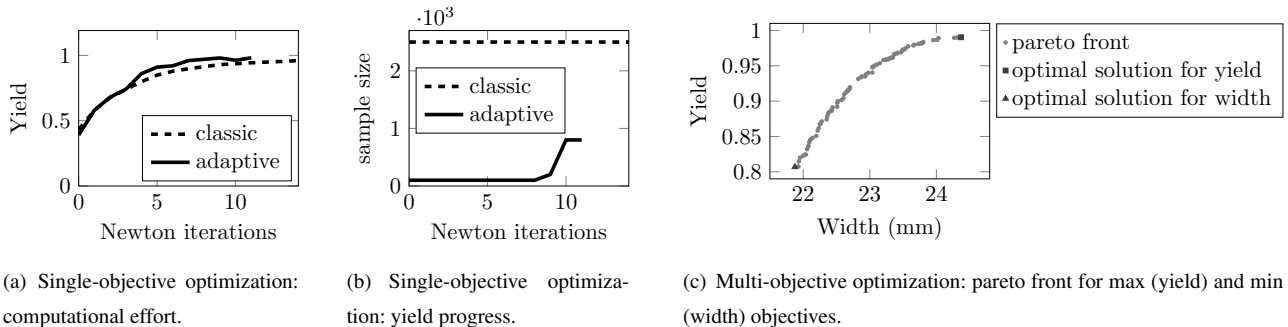 Yield
1
0.5
0
0
5
10
Newton iterations
classic
adaptive
(a) Single-objective optimization:
computational effort.
·10³
sample size
2
1
0
0
5
10
Newton iterations
classic
adaptive
(b) Single-objective optimiza-
tion: yield progress.
Yield
1
0.95
0.9
0.85
0.8
22
23
24
Width (mm)
pareto front
optimal solution for yield
optimal solution for width
(c) Multi-objective optimization: pareto front for max (yield) and min
(width) objectives.